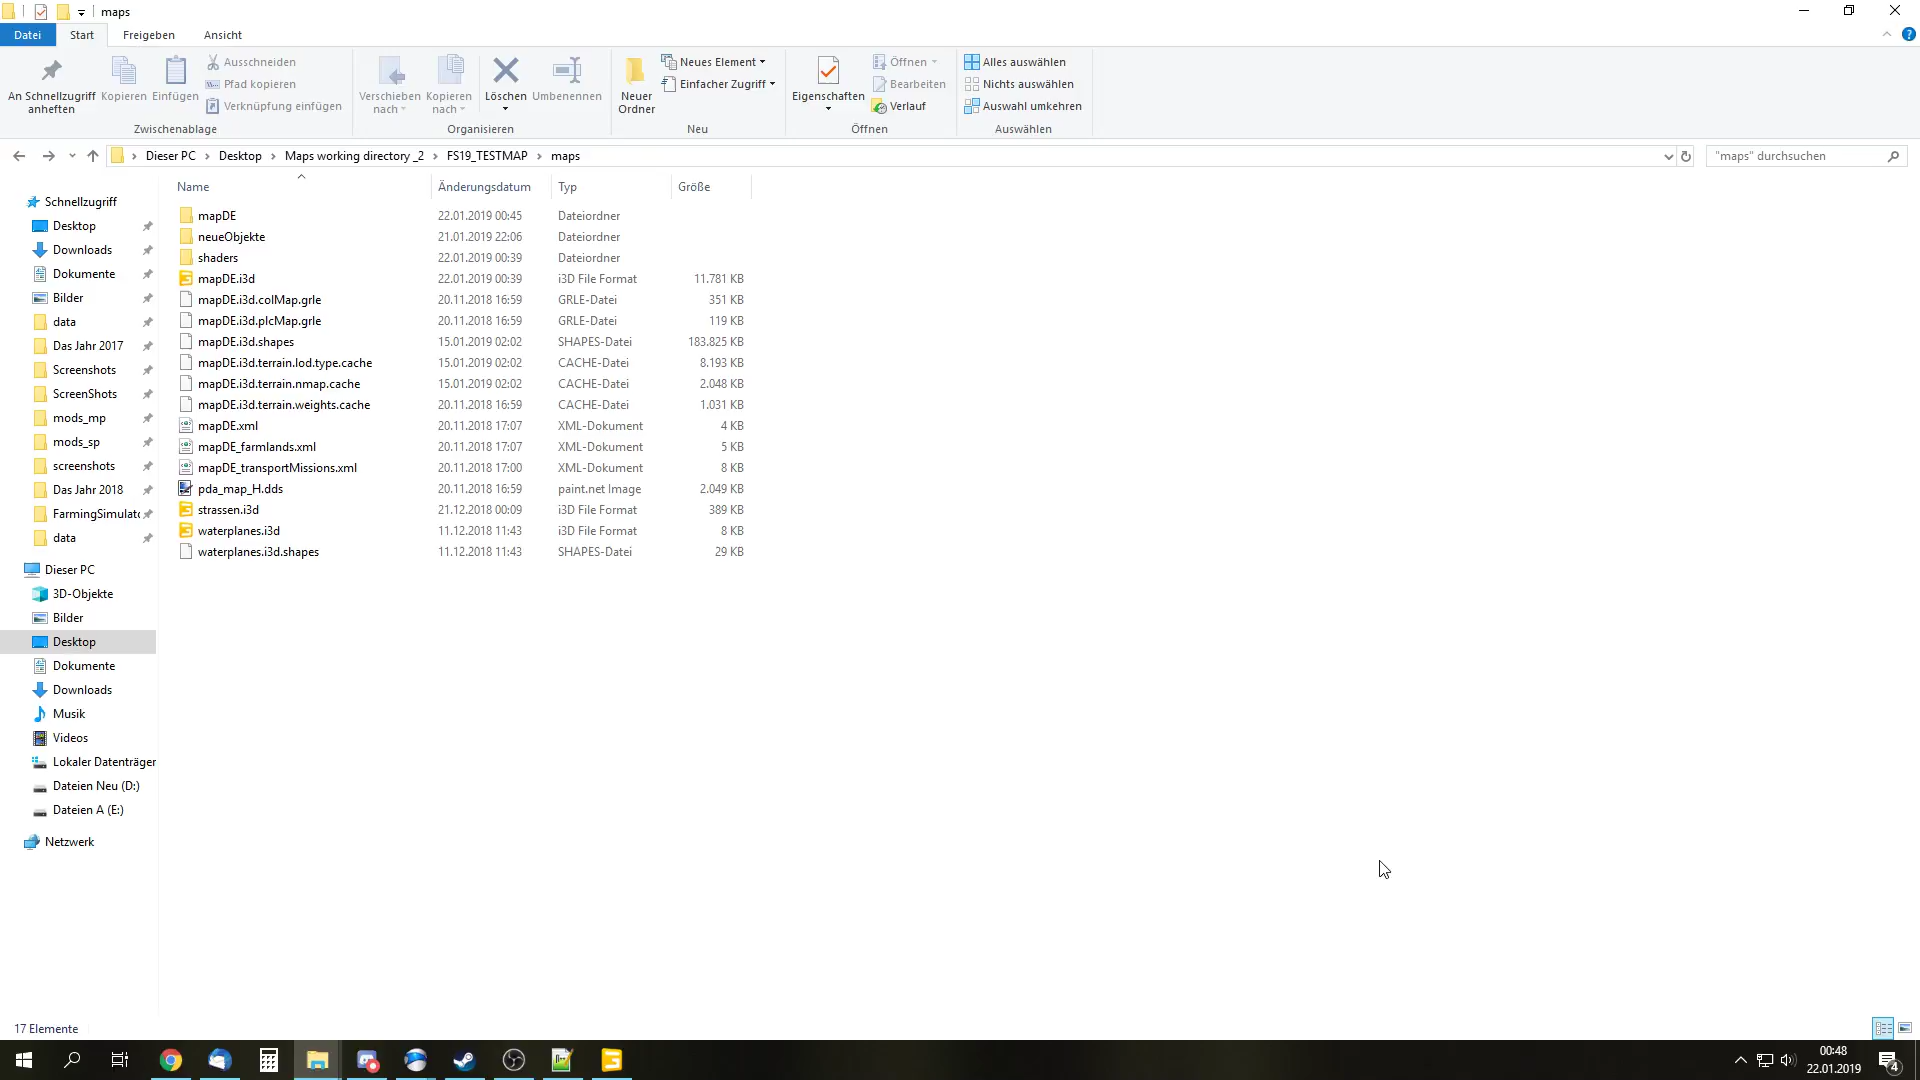 maps
Datei Start Freigeben Ansicht
An Schnellzugriff anheften
Kopieren
Einfügen
Ausschneiden
Pfad kopieren
Verknüpfung einfügen
Zwischenablage
Verschieben nach
Kopieren nach
Löschen
Umbenennen
Organisieren
Neuer Ordner
Neues Element
Einfacher Zugriff
Neu
Eigenschaften
Öffnen
Bearbeiten
Verlauf
Öffnen
Alles auswählen
Nichts auswählen
Auswahl umkehren
Auswählen
Dieser PC Desktop Maps working directory _2 FS19_TESTMAP maps
"maps" durchsuchen
Schnellzugriff
Desktop
Downloads
Dokumente
Bilder
data
Das Jahr 2017
Screenshots
ScreenShots
mods_mp
mods_sp
screenshots
Das Jahr 2018
FarmingSimulato
data
Dieser PC
3D-Objekte
Bilder
Desktop
Dokumente
Downloads
Musik
Videos
Lokaler Datenträger
Dateien Neu (D:)
Dateien A (E:)
Netzwerk
Name Änderungsdatum Typ Größe
mapDE 22.01.2019 00:45 Dateiordner
neueObjekte 21.01.2019 22:06 Dateiordner
shaders 22.01.2019 00:39 Dateiordner
mapDE.i3d 22.01.2019 00:39 i3D File Format 11.781 KB
mapDE.i3d.colMap.grle 20.11.2018 16:59 GRLE-Datei 351 KB
mapDE.i3d.plcMap.grle 20.11.2018 16:59 GRLE-Datei 119 KB
mapDE.i3d.shapes 15.01.2019 02:02 SHAPES-Datei 183.825 KB
mapDE.i3d.terrain.lod.type.cache 15.01.2019 02:02 CACHE-Datei 8.193 KB
mapDE.i3d.terrain.nmap.cache 15.01.2019 02:02 CACHE-Datei 2.048 KB
mapDE.i3d.terrain.weights.cache 20.11.2018 16:59 CACHE-Datei 1.031 KB
mapDE.xml 20.11.2018 17:07 XML-Dokument 4 KB
mapDE_farmlands.xml 20.11.2018 17:07 XML-Dokument 5 KB
mapDE_transportMissions.xml 20.11.2018 17:00 XML-Dokument 8 KB
pda_map_H.dds 20.11.2018 16:59 paint.net Image 2.049 KB
strassen.i3d 21.12.2018 00:09 i3D File Format 389 KB
waterplanes.i3d 11.12.2018 11:43 i3D File Format 8 KB
waterplanes.i3d.shapes 11.12.2018 11:43 SHAPES-Datei 29 KB
17 Elemente
00:48
22.01.2019
4